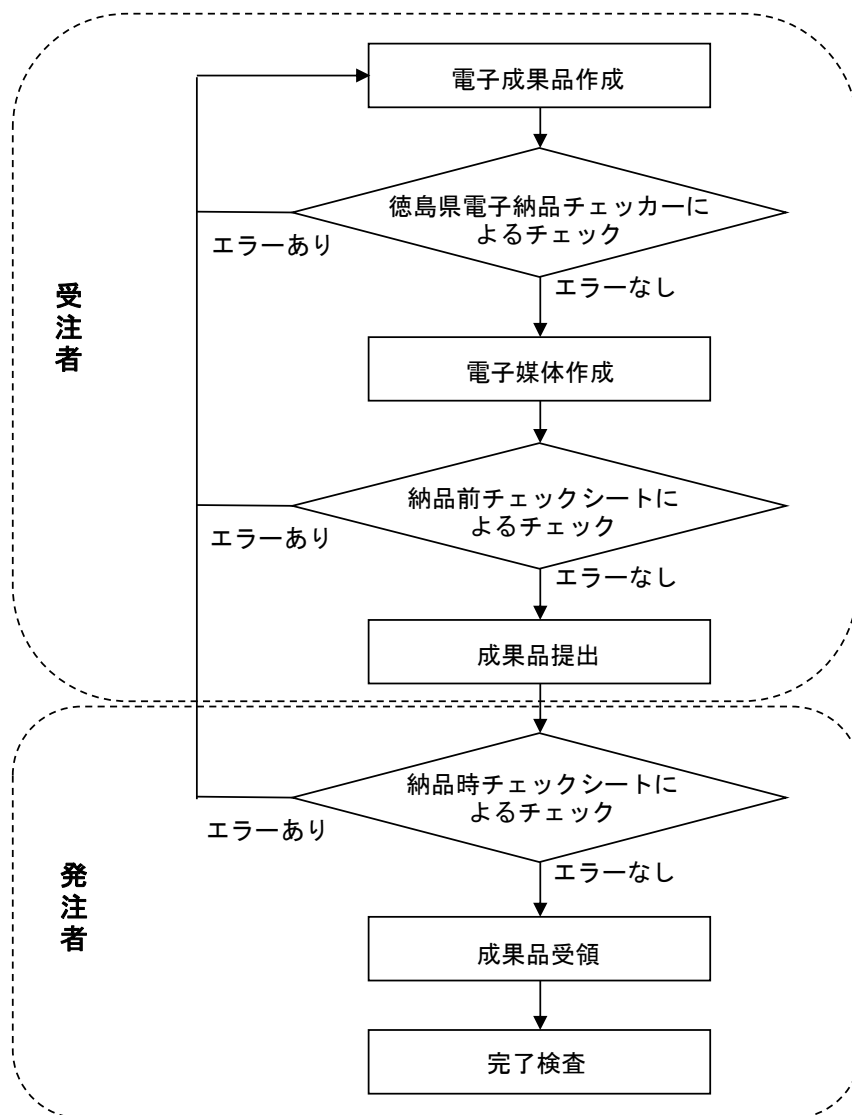 電子成果品作成
徳島県電子納品チェッカーに
よるチェック
エラーあり
エラーなし
受注者
電子媒体作成
納品前チェックシートに
よるチェック
エラーあり
エラーなし
成果品提出
納品時チェックシートに
よるチェック
エラーあり
エラーなし
発注者
成果品受領
完了検査